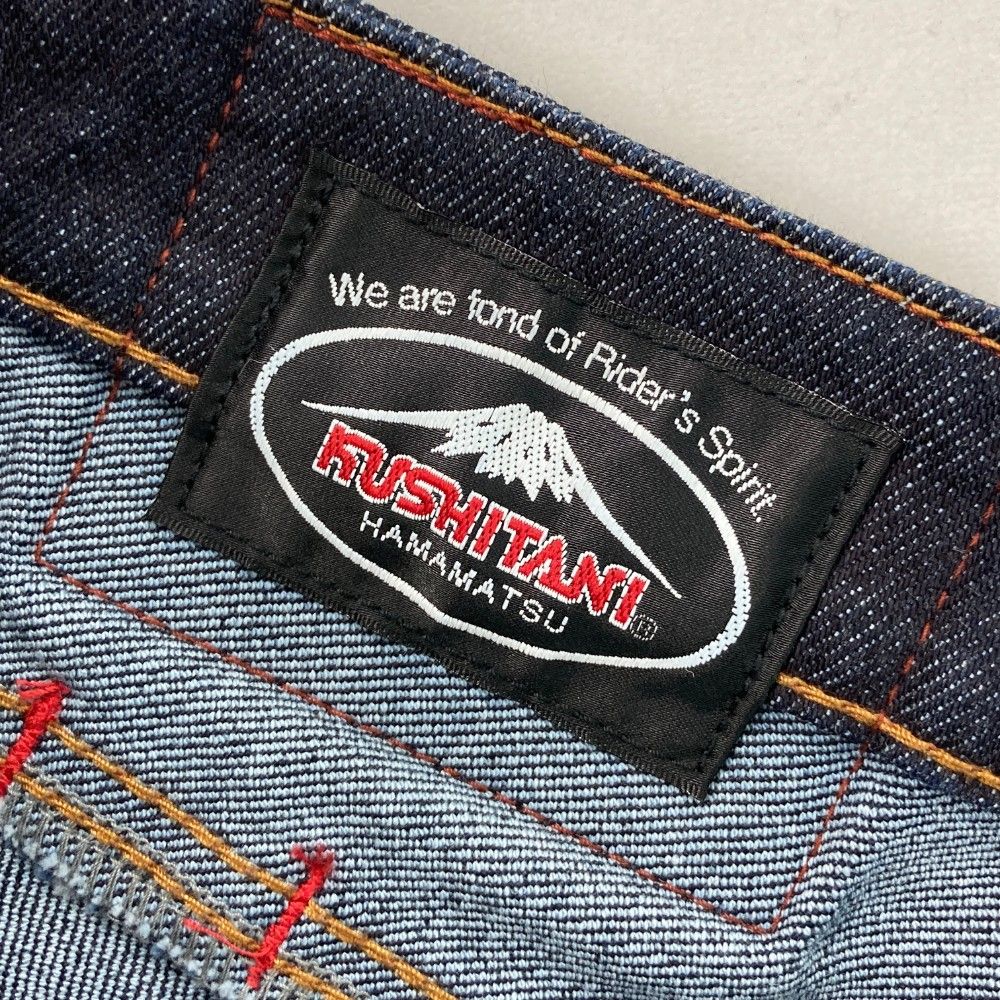 We are fond of Rider's Spirit.
KUSHITANI®
HAMAMATSU